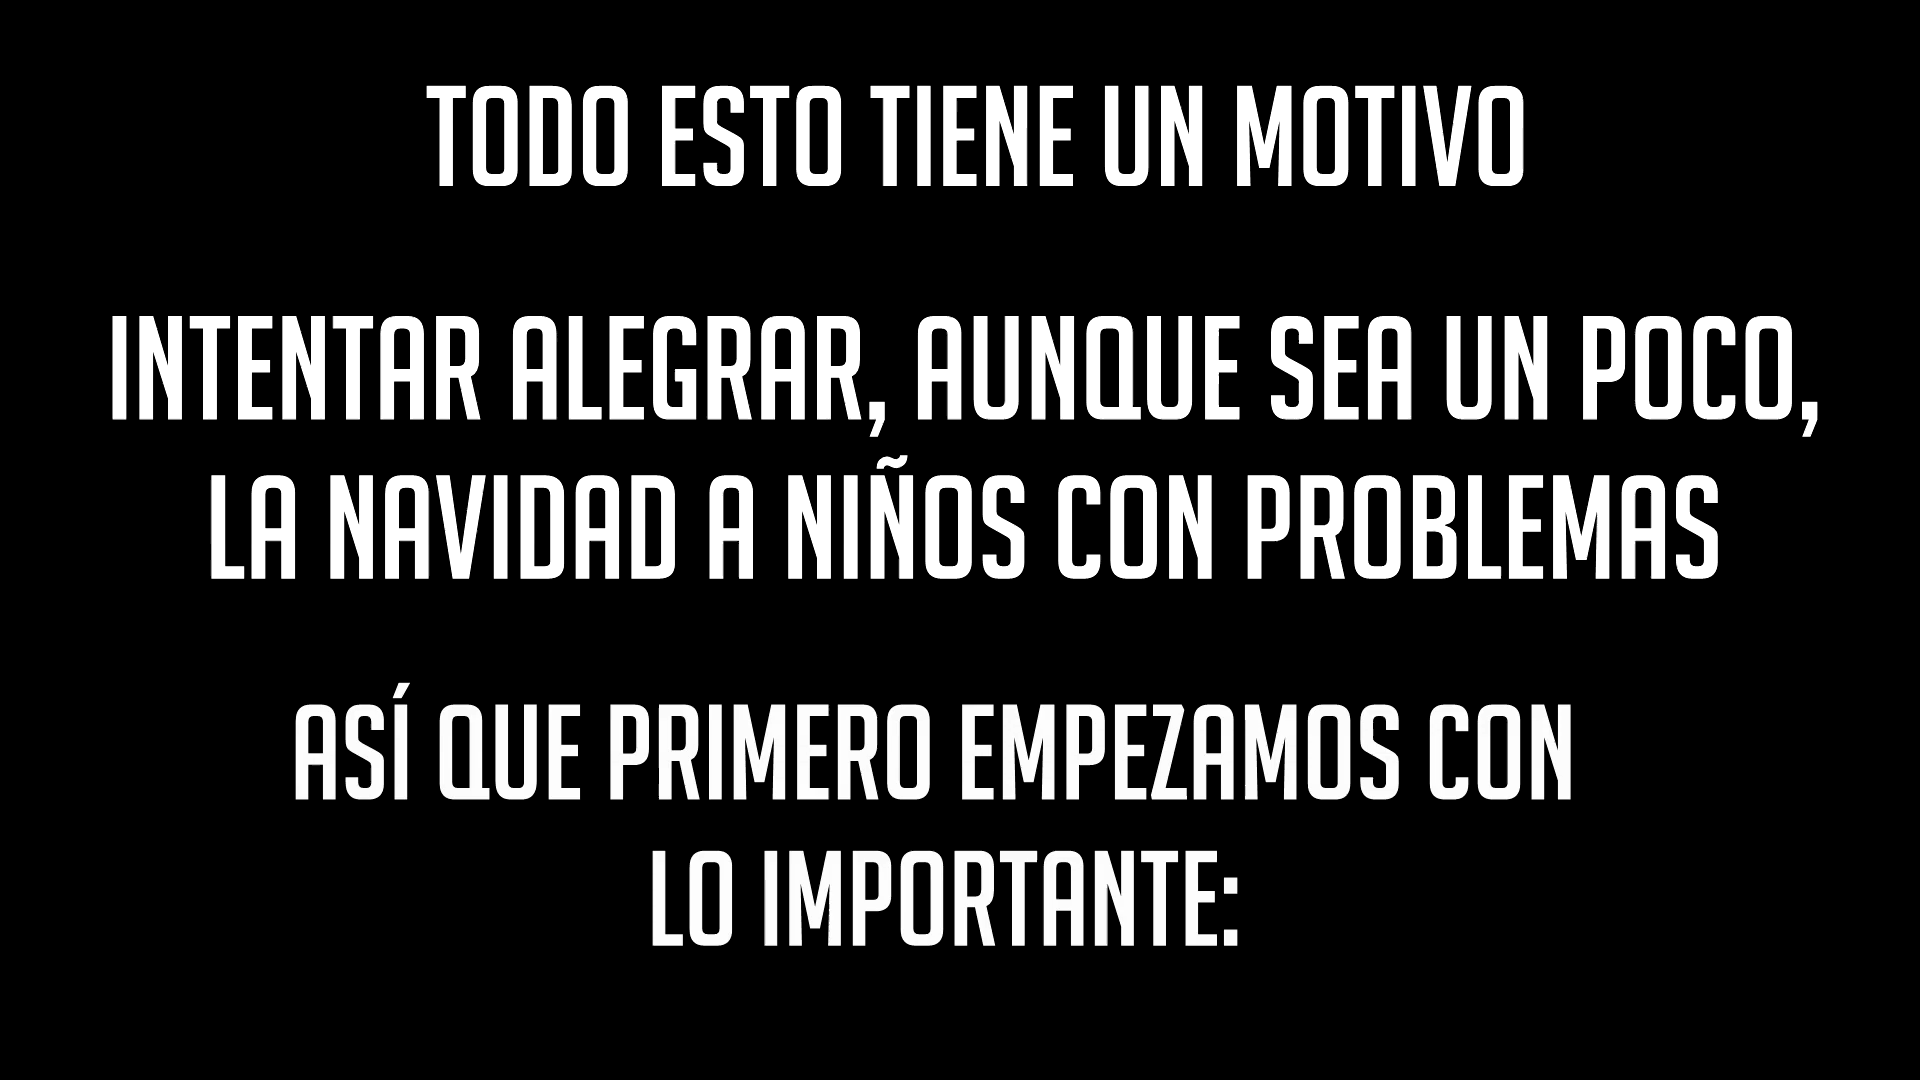 TODO ESTO TIENE UN MOTIVO
INTENTAR ALEGRAR, AUNQUE SEA UN POCO,
LA NAVIDAD A NIÑOS CON PROBLEMAS
ASÍ QUE PRIMERO EMPEZAMOS CON
LO IMPORTANTE: